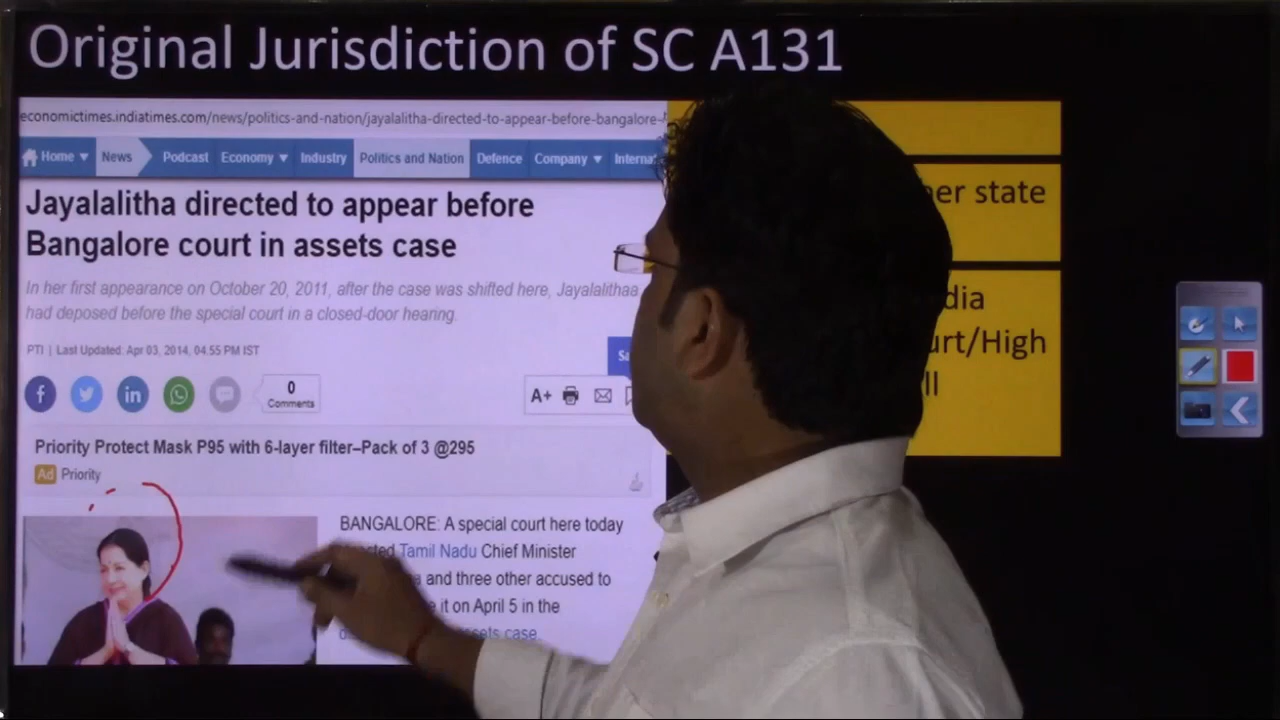 Original Jurisdiction of SC A131
economictimes.indiatimes.com/news/politics-and-nation/jayalalitha-directed-to-appear-before-bangalore-
Home News Podcast Economy Industry Politics and Nation Defence Company
Jayalalitha directed to appear before
Bangalore court in assets case
In her first appearance on October 20, 2011, after the case was shifted here, Jayalalithaa
had deposed before the special court in a closed-door hearing.
PTI | Last Updated: Apr 03, 2014, 04:55 PM IST
0
Comments
A+
Priority Protect Mask P95 with 6-layer filter–Pack of 3 @295
Ad Priority
BANGALORE: A special court here today
Tamil Nadu Chief Minister
and three other accused to
it on April 5 in the
case.
state
/High